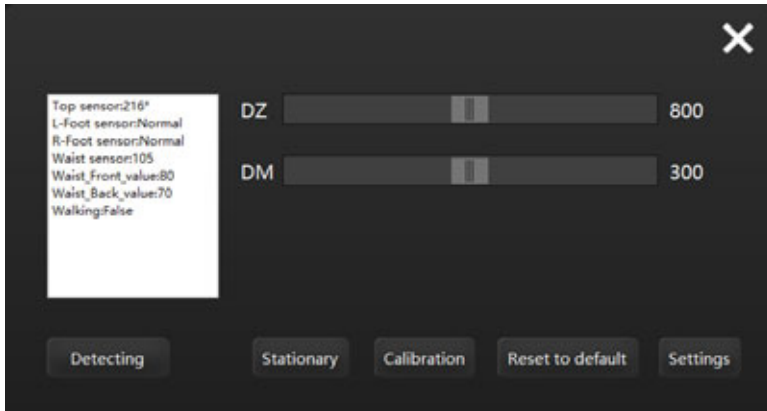 Top sensor:216°
L-Foot sensor:Normal
R-Foot sensor:Normal
Waist sensor:105
Waist_Front_value:80
Waist_Back_value:70
Walking:False
DZ 800
DM 300
Detecting Stationary Calibration Reset to default Settings